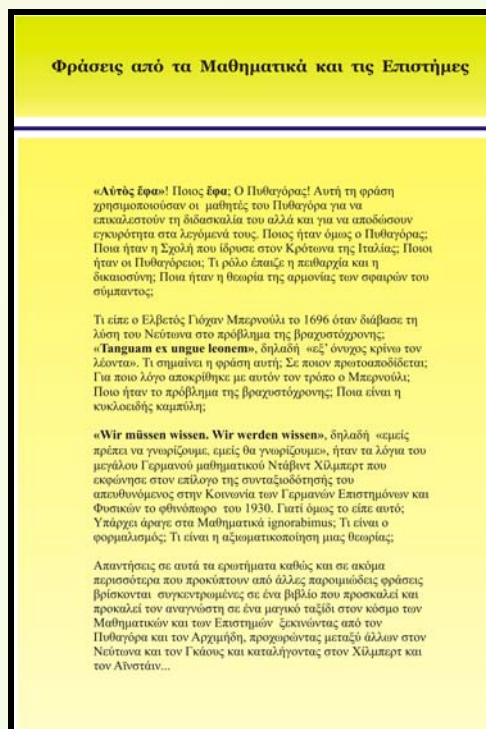 Φράσεις από τα Μαθηματικά και τις Επιστήμες
«Αὐτὸς ἔφα»! Ποιος ἔφα; Ο Πυθαγόρας! Αυτή τη φράση
χρησιμοποιούσαν οι μαθητές του Πυθαγόρα για να
επικαλεστούν τη διδασκαλία του αλλά και για να αποδώσουν
εγκυρότητα στα λεγόμενά τους. Ποιος ήταν όμως ο Πυθαγόρας;
Ποια ήταν η Σχολή που ίδρυσε στον Κρότωνα της Ιταλίας; Ποιοι
ήταν οι Πυθαγόρειοι; Τι ρόλο έπαιζε η πειθαρχία και η
δικαιοσύνη; Ποια ήταν η θεωρία της αρμονίας των σφαιρών του
σύμπαντος;
Τι είπε ο Ελβετός Γιόχαν Μπερνούλι το 1696 όταν διάβασε τη
λύση του Νεύτωνα στο πρόβλημα της βραχυστόχρονης;
«Tanguam ex ungue leonem», δηλαδή «εξ’ όνυχος κρίνω τον
λέοντα». Τι σημαίνει η φράση αυτή; Σε ποιον πρωτοαποδίδεται;
Για ποιο λόγο αποκρίθηκε με αυτόν τον τρόπο ο Μπερνούλι;
Ποιο ήταν το πρόβλημα της βραχυστόχρονης; Ποια είναι η
κυκλοειδής καμπύλη;
«Wir müssen wissen. Wir werden wissen», δηλαδή «εμείς
πρέπει να γνωρίζουμε, εμείς θα γνωρίζουμε», ήταν τα λόγια του
μεγάλου Γερμανού μαθηματικού Ντάβιντ Χίλμπερτ που
εκφώνησε στον επίλογο της συνταξιοδότησής του
απευθυνόμενος στην Κοινωνία των Γερμανών Επιστημόνων και
Φυσικών το φθινόπωρο του 1930. Γιατί όμως το είπε αυτό;
Υπάρχει άραγε στα Μαθηματικά ignorabimus; Τι είναι ο
φορμαλισμός; Τι είναι η αξιωματικοποίηση μιας θεωρίας;
Απαντήσεις σε αυτά τα ερωτήματα καθώς και σε ακόμα
περισσότερα που προκύπτουν από άλλες παροιμιώδεις φράσεις
βρίσκονται συγκεντρωμένες σε ένα βιβλίο που προσκαλεί και
προκαλεί τον αναγνώστη σε ένα μαγικό ταξίδι στον κόσμο των
Μαθηματικών και των Επιστημών ξεκινώντας από τον
Πυθαγόρα και τον Αρχιμήδη, προχωρώντας μεταξύ άλλων στον
Νεύτωνα και τον Γκάους και καταλήγοντας στον Χίλμπερτ και
τον Αϊνστάιν...